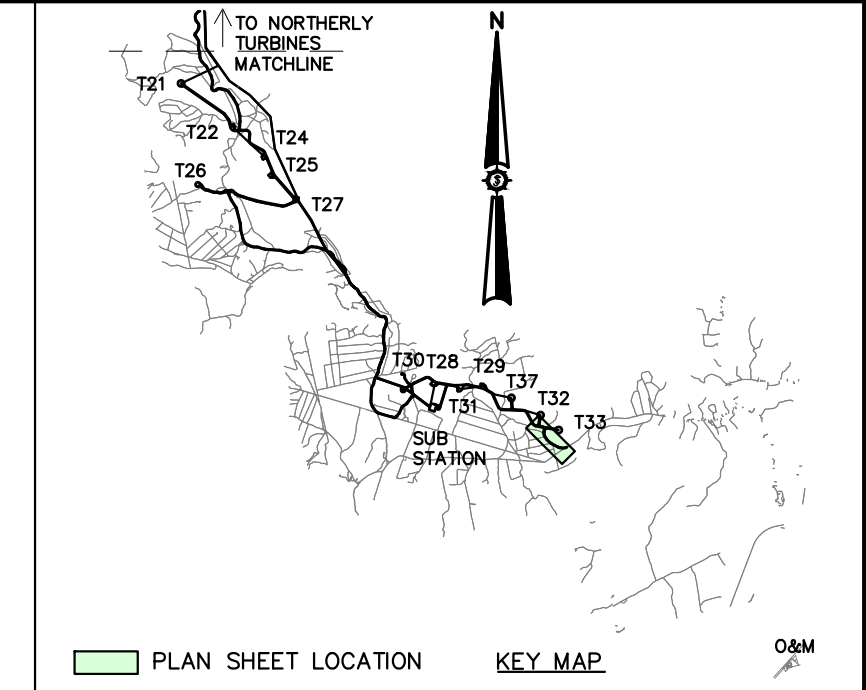 TO NORTHERLY
TURBINES
MATCHLINE
N
T21
T22
T24
T25
T26
T27
T30
T28
T29
T37
T31
T32
T33
SUB
STATION
O&M
PLAN SHEET LOCATION
KEY MAP